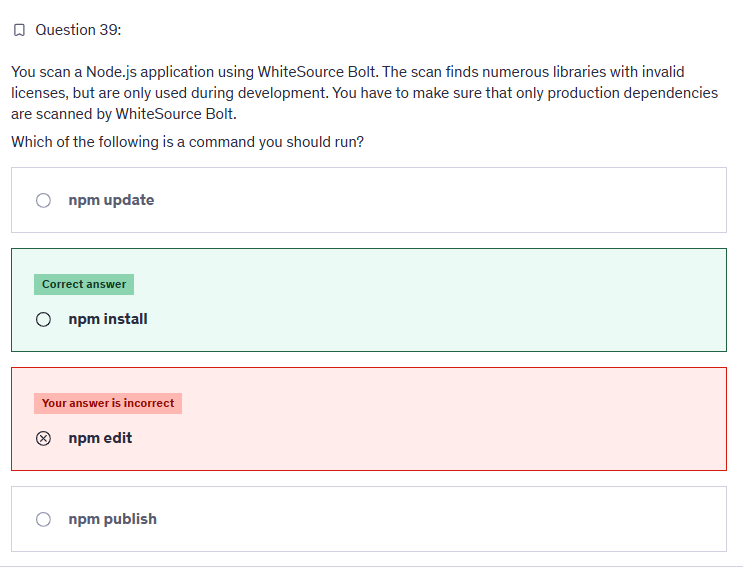 Question 39:
You scan a Node.js application using WhiteSource Bolt. The scan finds numerous libraries with invalid
licenses, but are only used during development. You have to make sure that only production dependencies
are scanned by WhiteSource Bolt.
Which of the following is a command you should run?
npm update
Correct answer
npm install
Your answer is incorrect
npm edit
npm publish